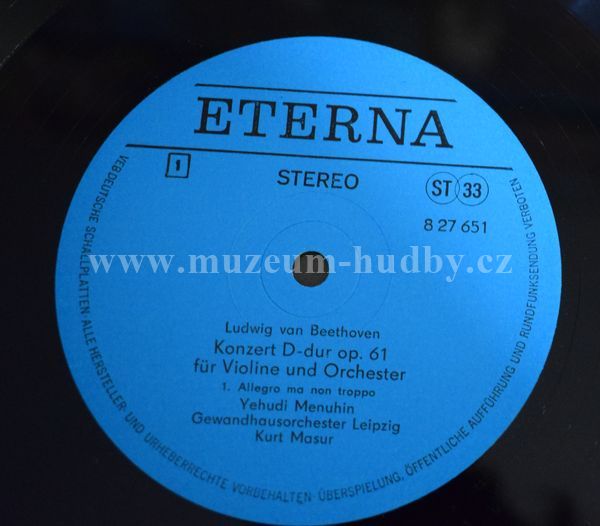 ETERNA
1
STEREO
ST 33
8 27 651
www.muzeum-hudby.cz
Ludwig van Beethoven
Konzert D-dur op. 61
für Violine und Orchester
1. Allegro ma non troppo
Yehudi Menuhin
Gewandhausorchester Leipzig
Kurt Masur
VEB DEUTSCHE SCHALLPLATTEN ALLE HERSTELLER- UND URHEBERRECHTE VORBEHALTEN · ÜBERSPIELUNG, ÖFFENTLICHE AUFFÜHRUNG UND RUNDFUNKSENDUNG VERBOTEN